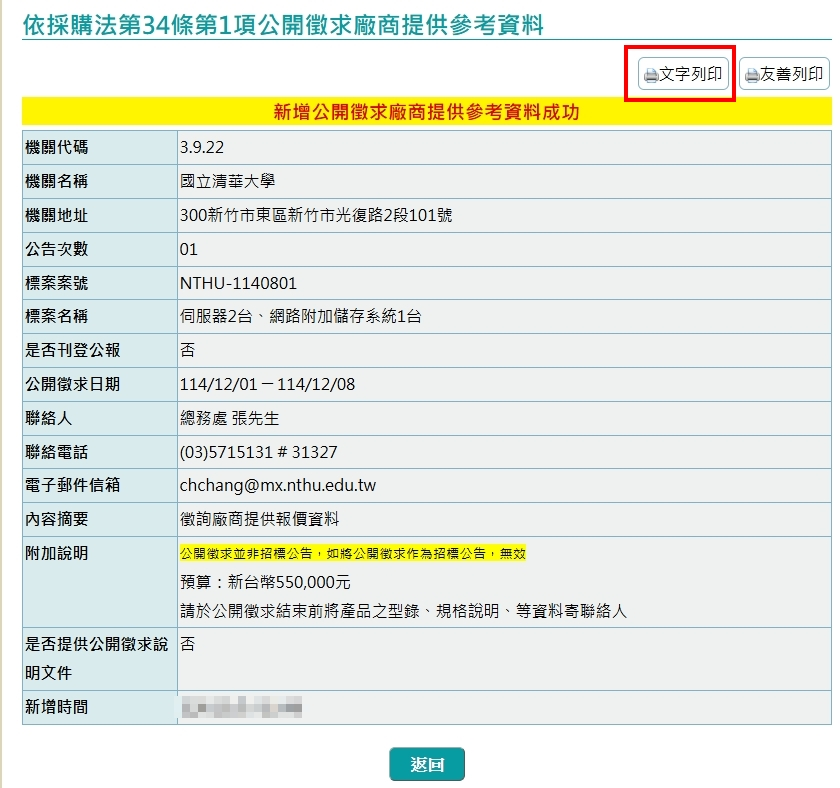 依採購法第34條第1項公開徵求廠商提供參考資料
文字列印 友善列印
新增公開徵求廠商提供參考資料成功
機關代碼 3.9.22
機關名稱 國立清華大學
機關地址 300新竹市東區新竹市光復路2段101號
公告次數 01
標案案號 NTHU-1140801
標案名稱 伺服器2台、網路附加儲存系統1台
是否刊登公報 否
公開徵求日期 114/12/01－114/12/08
聯絡人 總務處 張先生
聯絡電話 (03)5715131 # 31327
電子郵件信箱 chchang@mx.nthu.edu.tw
內容摘要 徵詢廠商提供報價資料
附加說明 公開徵求並非招標公告，如將公開徵求作為招標公告，無效
預算：新台幣550,000元
請於公開徵求結束前將產品之型錄、規格說明、等資料寄聯絡人
是否提供公開徵求說 否
明文件
新增時間
返回